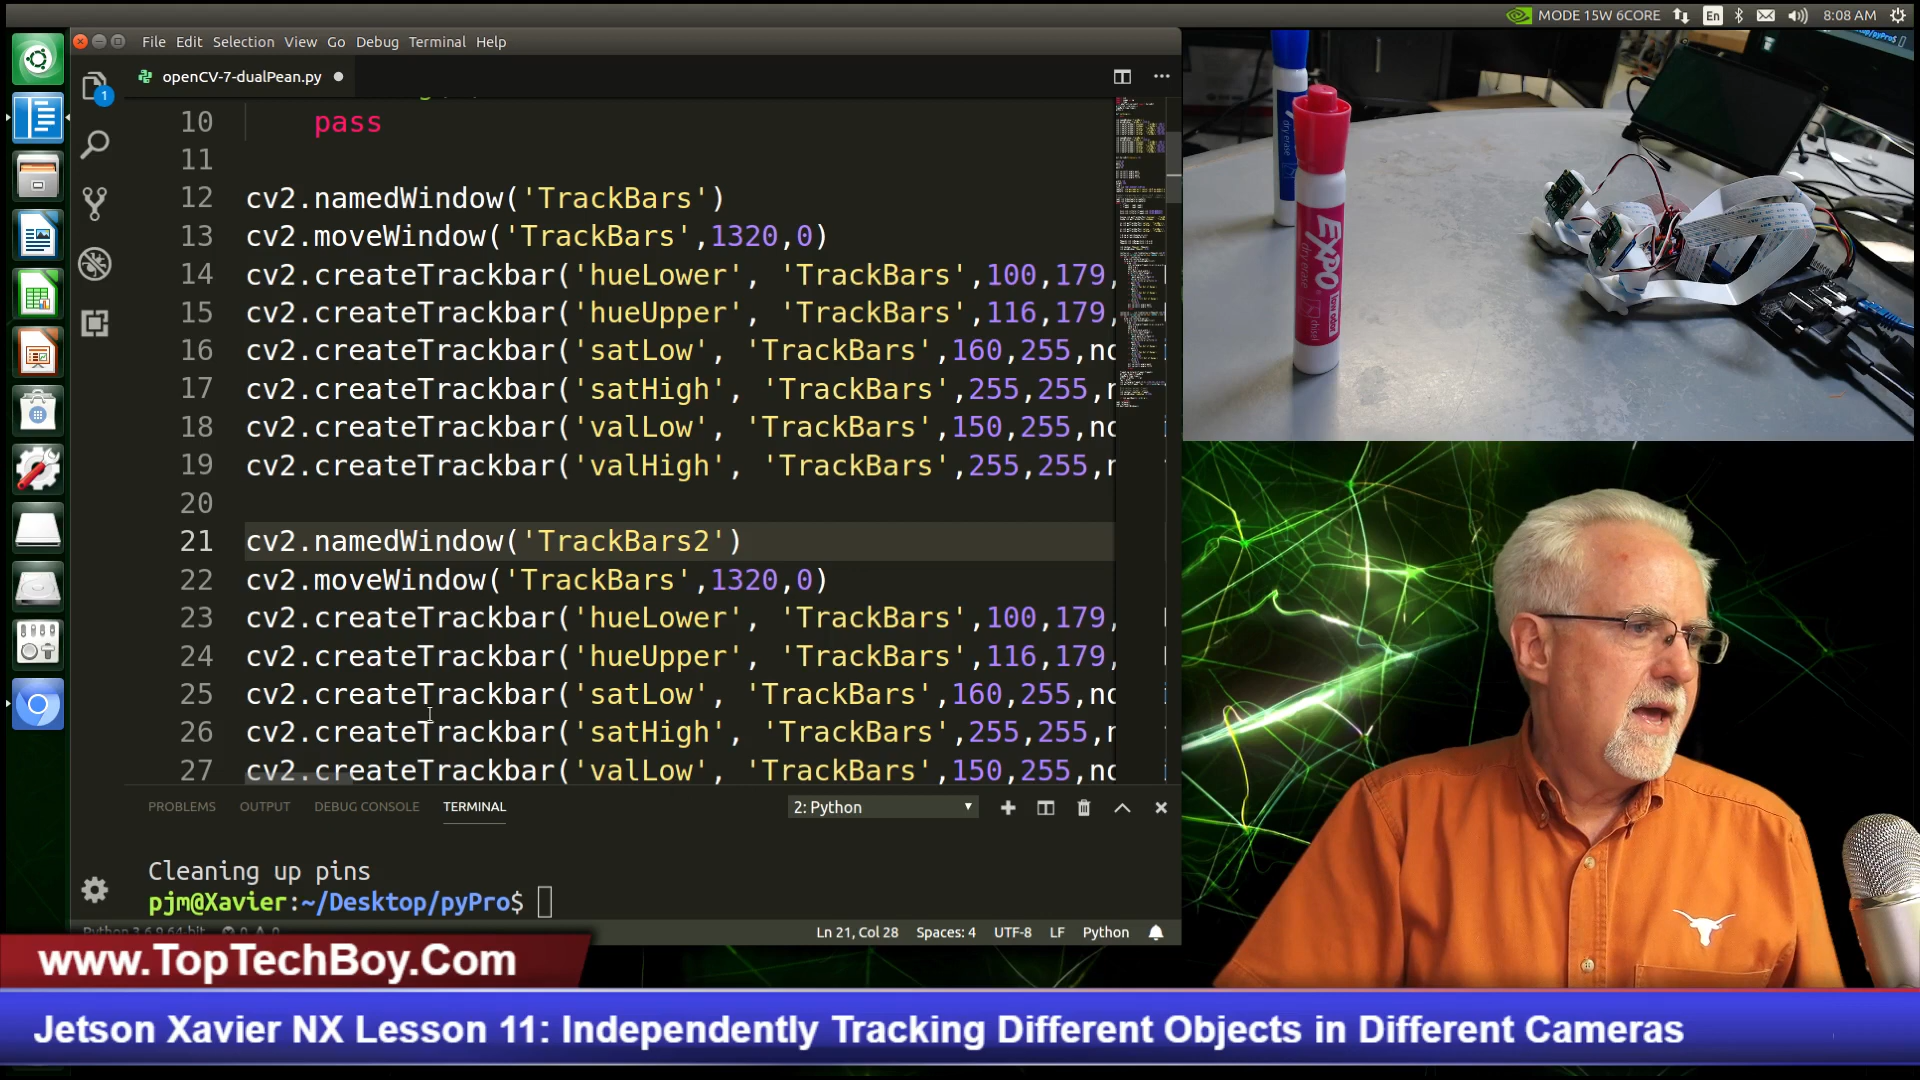 MODE 15W 6CORE En 8:08 AM
File Edit Selection View Go Debug Terminal Help
openCV-7-dualPean.py
1
10 pass
11
12 cv2.namedWindow('TrackBars')
13 cv2.moveWindow('TrackBars',1320,0)
14 cv2.createTrackbar('hueLower', 'TrackBars',100,179,
15 cv2.createTrackbar('hueUpper', 'TrackBars',116,179,
16 cv2.createTrackbar('satLow', 'TrackBars',160,255,
17 cv2.createTrackbar('satHigh', 'TrackBars',255,255,
18 cv2.createTrackbar('valLow', 'TrackBars',150,255,
19 cv2.createTrackbar('valHigh', 'TrackBars',255,255,
20
21 cv2.namedWindow('TrackBars2')
22 cv2.moveWindow('TrackBars',1320,0)
23 cv2.createTrackbar('hueLower', 'TrackBars',100,179,
24 cv2.createTrackbar('hueUpper', 'TrackBars',116,179,
25 cv2.createTrackbar('satLow', 'TrackBars',160,255,
26 cv2.createTrackbar('satHigh', 'TrackBars',255,255,
27 cv2.createTrackbar('valLow', 'TrackBars',150,255,
PROBLEMS OUTPUT DEBUG CONSOLE TERMINAL 2: Python
Cleaning up pins
pjm@Xavier:~/Desktop/pyPro$
Ln 21, Col 28 Spaces: 4 UTF-8 LF Python
EXPO
dry erase
low odor
chisel
www.TopTechBoy.Com
Jetson Xavier NX Lesson 11: Independently Tracking Different Objects in Different Cameras